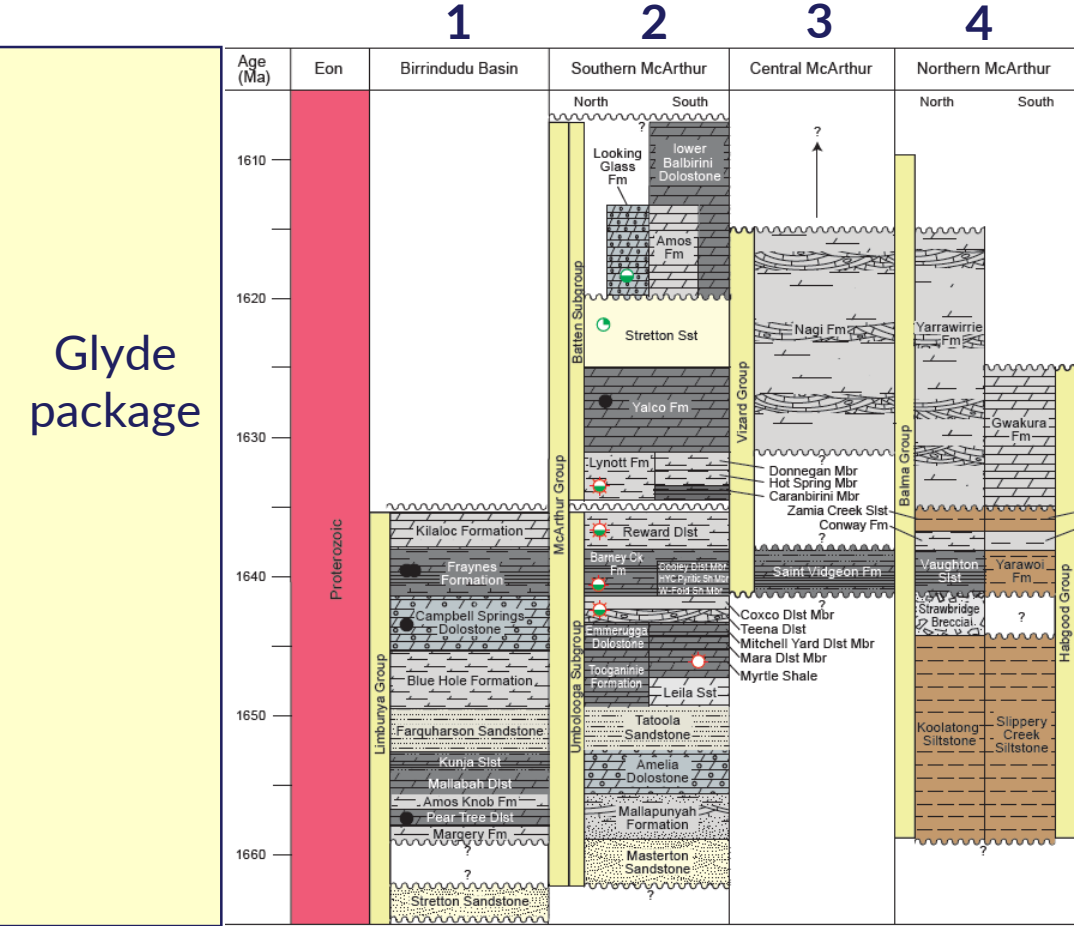 1
2
3
4
Glyde
package
Age
(Ma)
Eon
Birrindudu Basin
Southern McArthur
Central McArthur
Northern McArthur
North
South
North
South
1610
1620
1630
1640
1650
1660
Proterozoic
Limbunya Group
Kilaloc Formation
Fraynes
Formation
Campbell Springs
Dolostone
Blue Hole Formation
Farquharson Sandstone
Kunja Slst
Mallabah Dlst
Amos Knob Fm
Pear Tree Dlst
Margery Fm
?
?
Stretton Sandstone
McArthur Group
Batten Subgroup
Umbolooga Subgroup
?
Looking
Glass
Fm
lower
Balbirini
Dolostone
Amos
Fm
Stretton Sst
Yalco Fm
Lynott Fm
Donnegan Mbr
Hot Spring Mbr
Caranbirini Mbr
Reward Dlst
Barney Ck
Fm
Cooley Dlst Mbr
HYC Pyritic Sh Mbr
W-Fold Sh Mbr
Coxco Dlst Mbr
Teena Dlst
Mitchell Yard Dlst Mbr
Mara Dlst Mbr
Myrtle Shale
Emmerugga
Dolostone
Tooganinie
Formation
Leila Sst
Tatoola
Sandstone
Amelia
Dolostone
Mallapunyah
Formation
Masterton
Sandstone
?
?
Vizard Group
Nagi Fm
?
Zamia Creek Slst
Conway Fm
?
Saint Vidgeon Fm
?
Balma Group
Yarrawirrie
Fm
Gwakura
Fm
Vaughton
Slst
Yarawoi
Fm
Strawbridge
Breccia
?
Koolatong
Siltstone
Slippery
Creek
Siltstone
?
Habgood Group